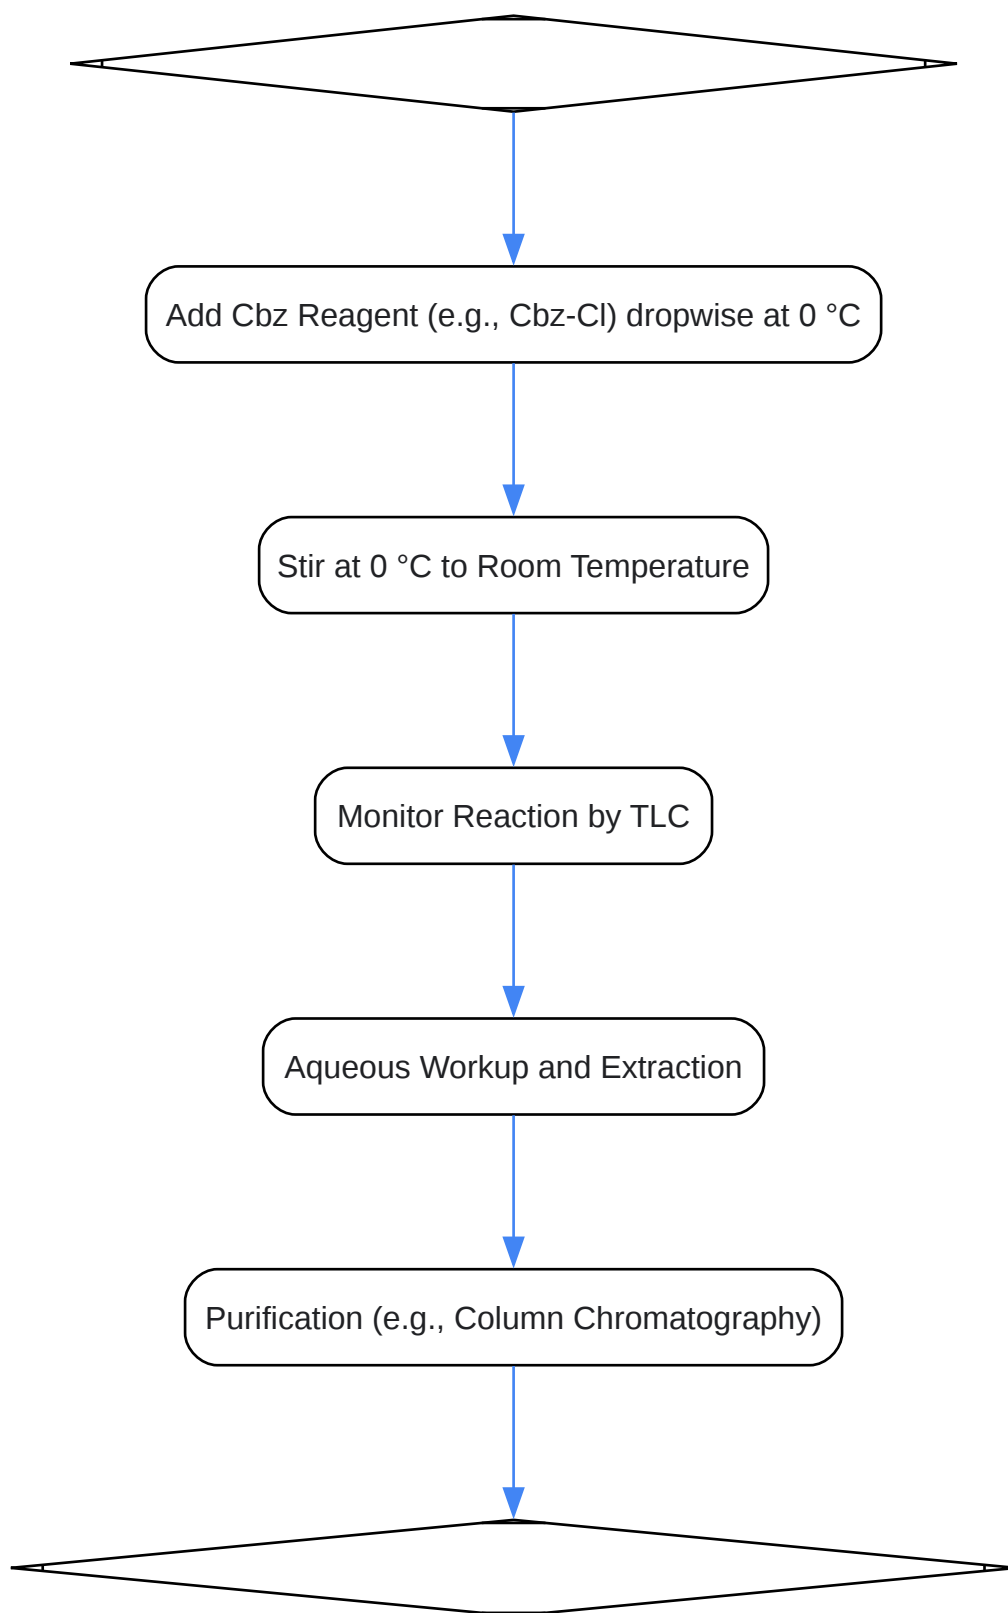 Add Cbz Reagent (e.g., Cbz-Cl) dropwise at 0 °C
Stir at 0 °C to Room Temperature
Monitor Reaction by TLC
Aqueous Workup and Extraction
Purification (e.g., Column Chromatography)